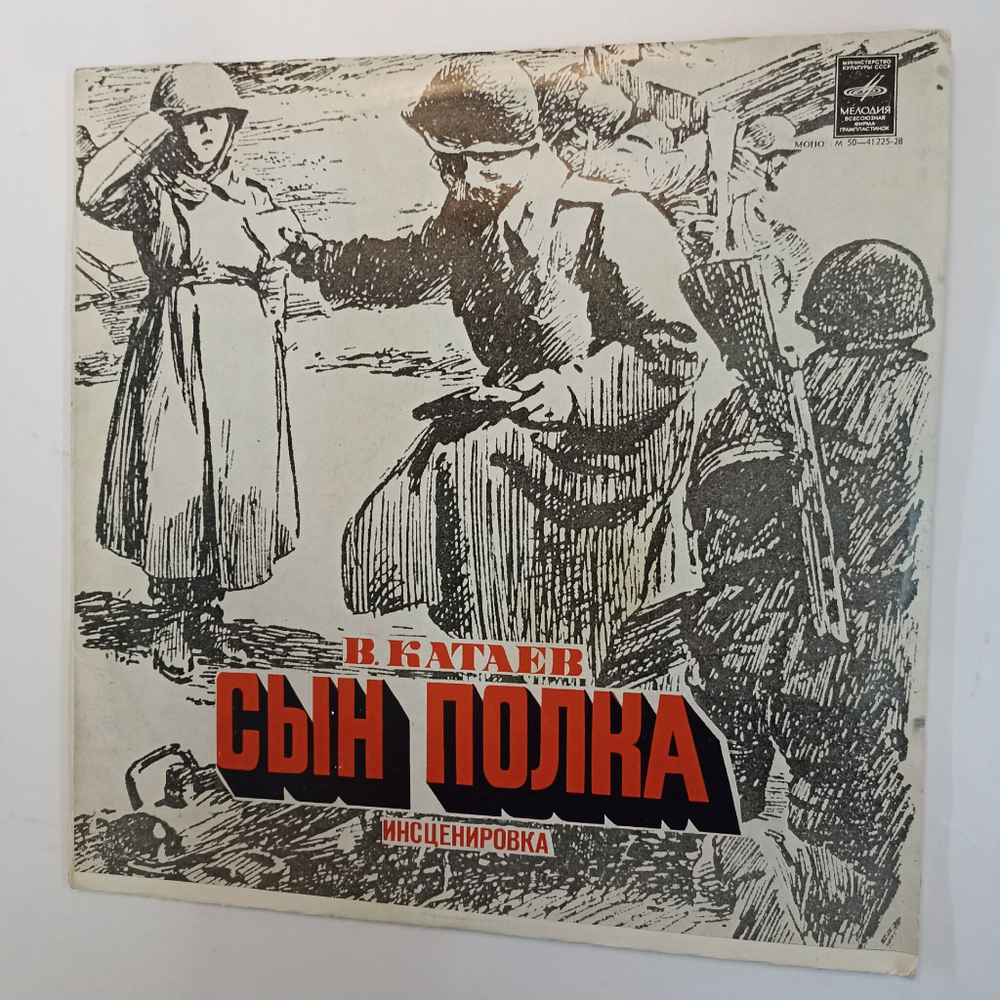 МИНИСТЕРСТВО
КУЛЬТУРЫ СССР
МЕЛОДИЯ
ВСЕСОЮЗНАЯ
ФИРМА
ГРАМПЛАСТИНОК
МОНО М 50—41225-28
В. КАТАЕВ
СЫН ПОЛКА
ИНСЦЕНИРОВКА